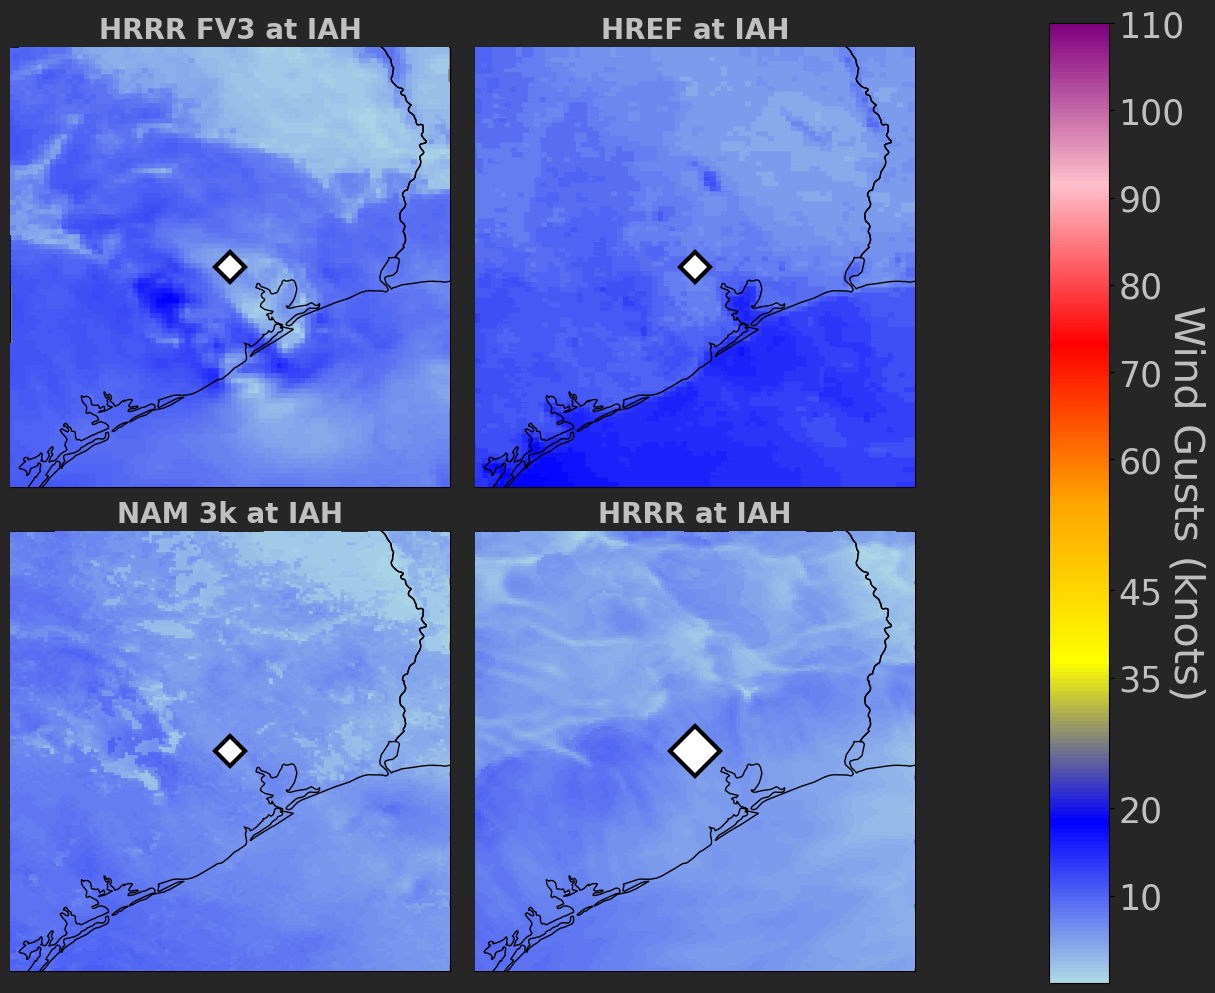 HRRR FV3 at IAH
HREF at IAH
NAM 3k at IAH
HRRR at IAH
110
100
90
80
70
60
45
35
20
10
Wind Gusts (knots)